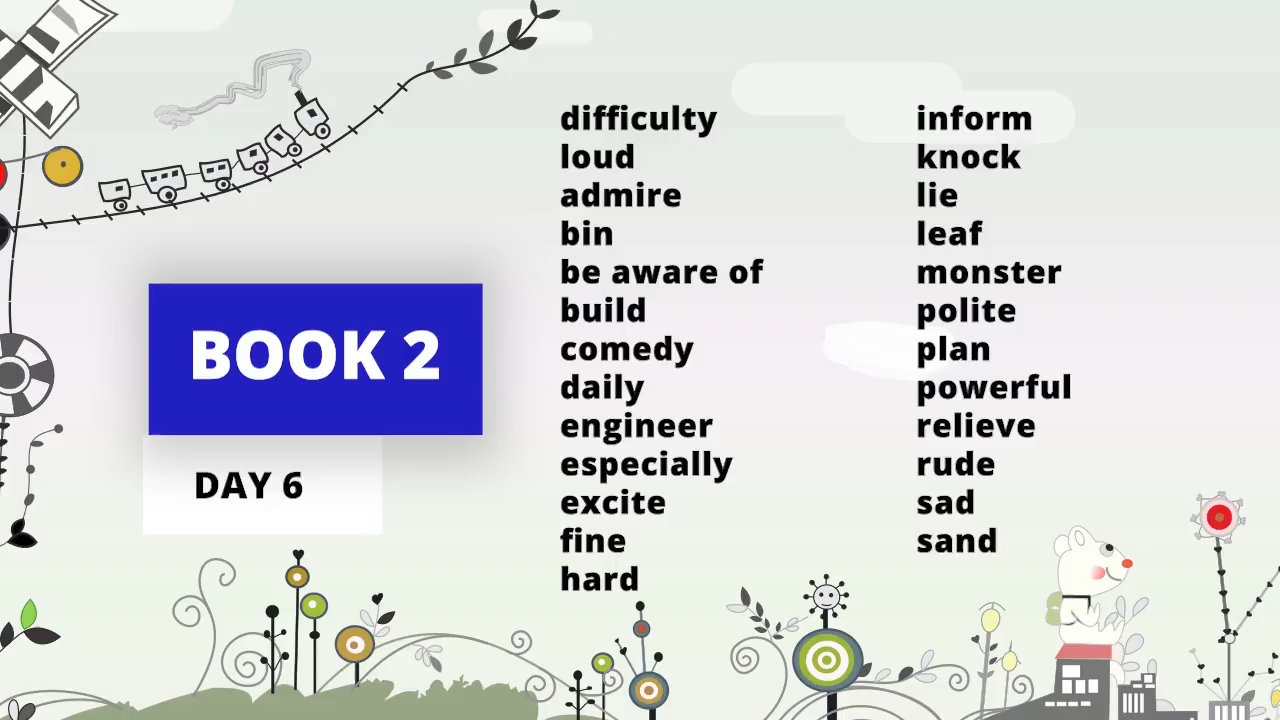 BOOK 2
DAY 6
difficulty
loud
admire
bin
be aware of
build
comedy
daily
engineer
especially
excite
fine
hard
inform
knock
lie
leaf
monster
polite
plan
powerful
relieve
rude
sad
sand